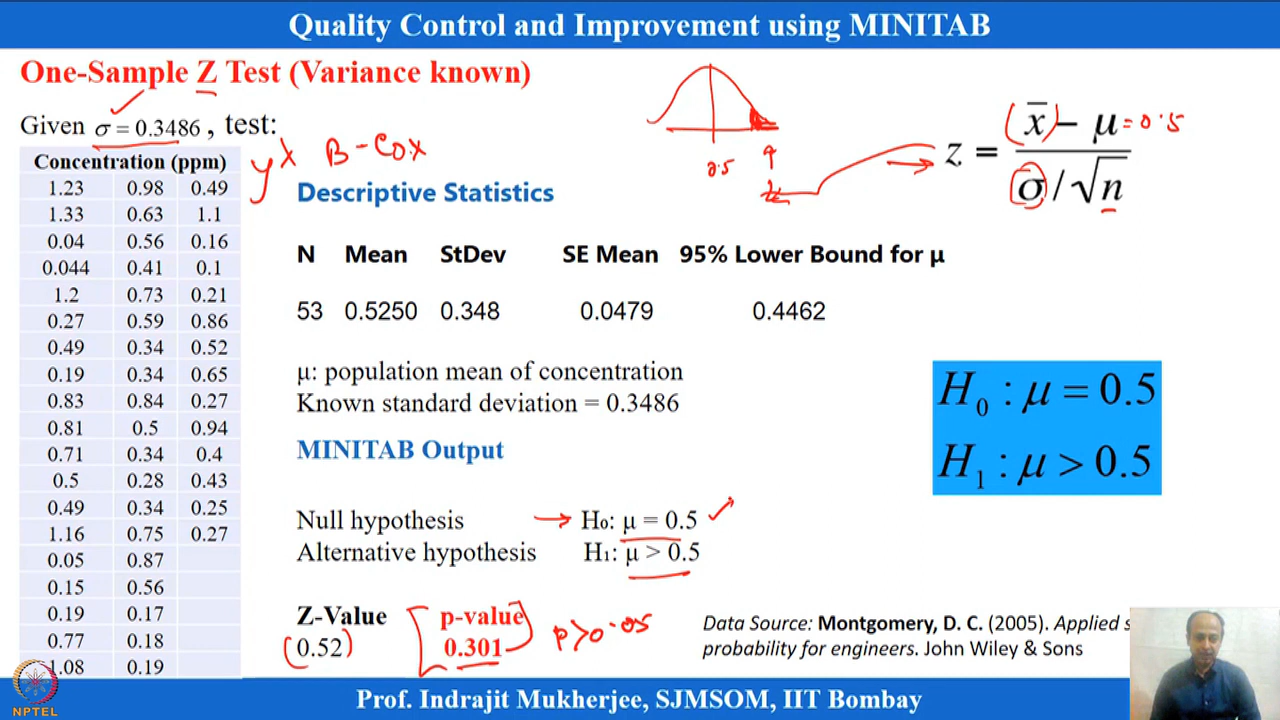 Quality Control and Improvement using MINITAB
One-Sample Z Test (Variance known)
Given σ = 0.3486 , test:
Concentration (ppm)
1.23 0.98 0.49
1.33 0.63 1.1
0.04 0.56 0.16
0.044 0.41 0.1
1.2 0.73 0.21
0.27 0.59 0.86
0.49 0.34 0.52
0.19 0.34 0.65
0.83 0.84 0.27
0.81 0.5 0.94
0.71 0.34 0.4
0.5 0.28 0.43
0.49 0.34 0.25
1.16 0.75 0.27
0.05 0.87
0.15 0.56
0.19 0.17
0.77 0.18
1.08 0.19
y^λ B-Cox
0.5
z = (x̄ - μ = 0.5) / (σ / √n)
Descriptive Statistics
N Mean StDev SE Mean 95% Lower Bound for μ
53 0.5250 0.348 0.0479 0.4462
μ: population mean of concentration
Known standard deviation = 0.3486
MINITAB Output
H₀ : μ = 0.5
H₁ : μ > 0.5
Null hypothesis H₀: μ = 0.5
Alternative hypothesis H₁: μ > 0.5
Z-Value p-value
0.52 0.301
p>0.05
Data Source: Montgomery, D. C. (2005). Applied s
probability for engineers. John Wiley & Sons
NPTEL
Prof. Indrajit Mukherjee, SJMSOM, IIT Bombay